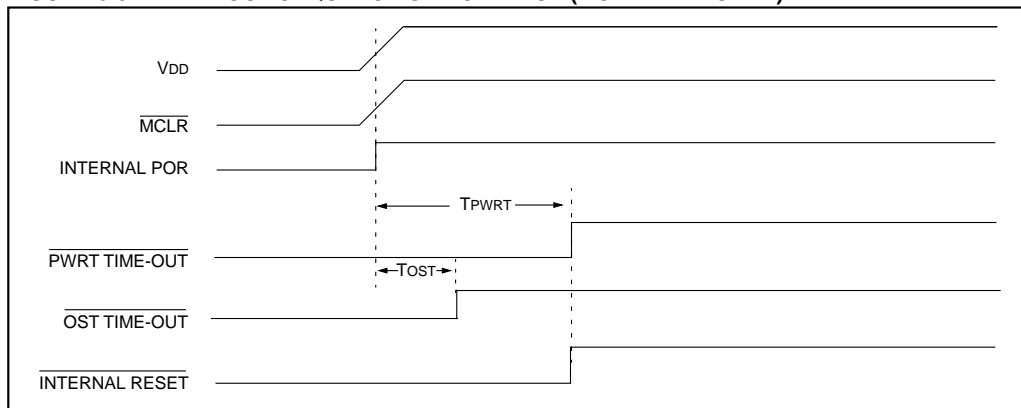 VDD
MCLR
INTERNAL POR
TPWRT
PWRT TIME-OUT
TOST
OST TIME-OUT
INTERNAL RESET